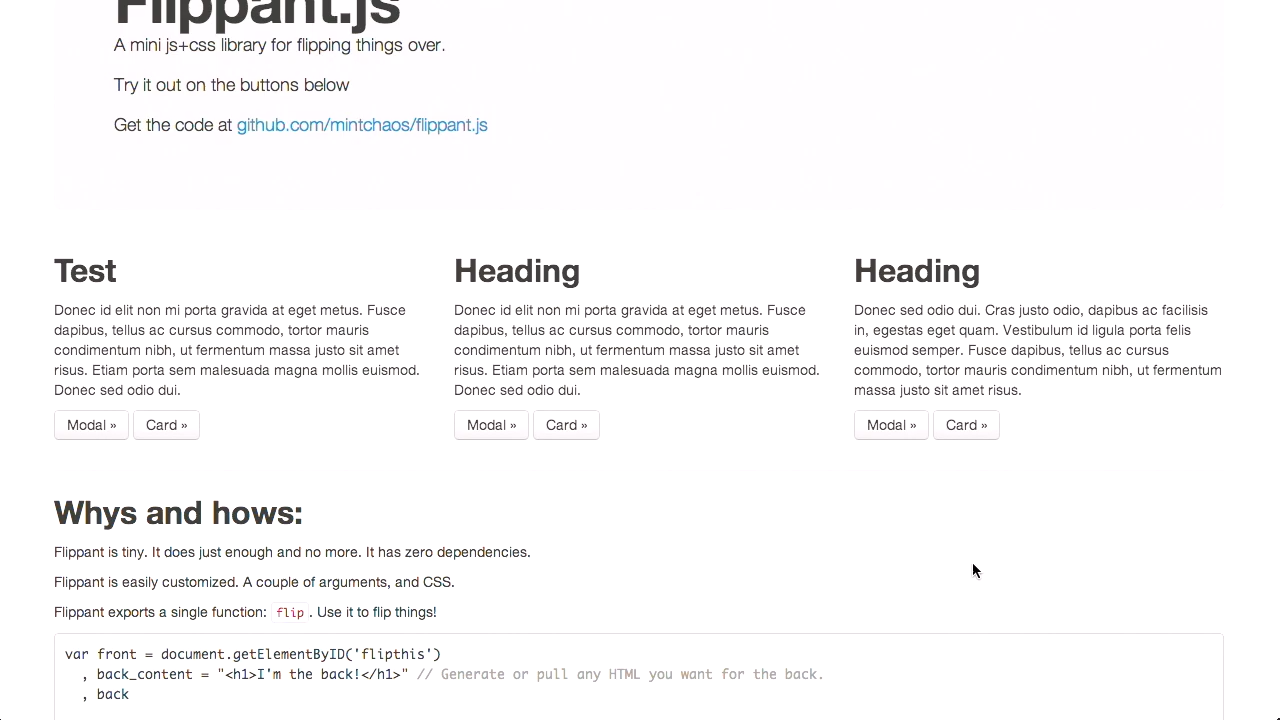 Flippant.js
A mini js+css library for flipping things over.
Try it out on the buttons below
Get the code at github.com/mintchaos/flippant.js
Test
Donec id elit non mi porta gravida at eget metus. Fusce
dapibus, tellus ac cursus commodo, tortor mauris
condimentum nibh, ut fermentum massa justo sit amet
risus. Etiam porta sem malesuada magna mollis euismod.
Donec sed odio dui.
Modal » Card »
Heading
Donec id elit non mi porta gravida at eget metus. Fusce
dapibus, tellus ac cursus commodo, tortor mauris
condimentum nibh, ut fermentum massa justo sit amet
risus. Etiam porta sem malesuada magna mollis euismod.
Donec sed odio dui.
Modal » Card »
Heading
Donec sed odio dui. Cras justo odio, dapibus ac facilisis
in, egestas eget quam. Vestibulum id ligula porta felis
euismod semper. Fusce dapibus, tellus ac cursus
commodo, tortor mauris condimentum nibh, ut fermentum
massa justo sit amet risus.
Modal » Card »
Whys and hows:
Flippant is tiny. It does just enough and no more. It has zero dependencies.
Flippant is easily customized. A couple of arguments, and CSS.
Flippant exports a single function: flip. Use it to flip things!
var front = document.getElementByID('flipthis')
, back_content = "<h1>I'm the back!</h1>" // Generate or pull any HTML you want for the back.
, back